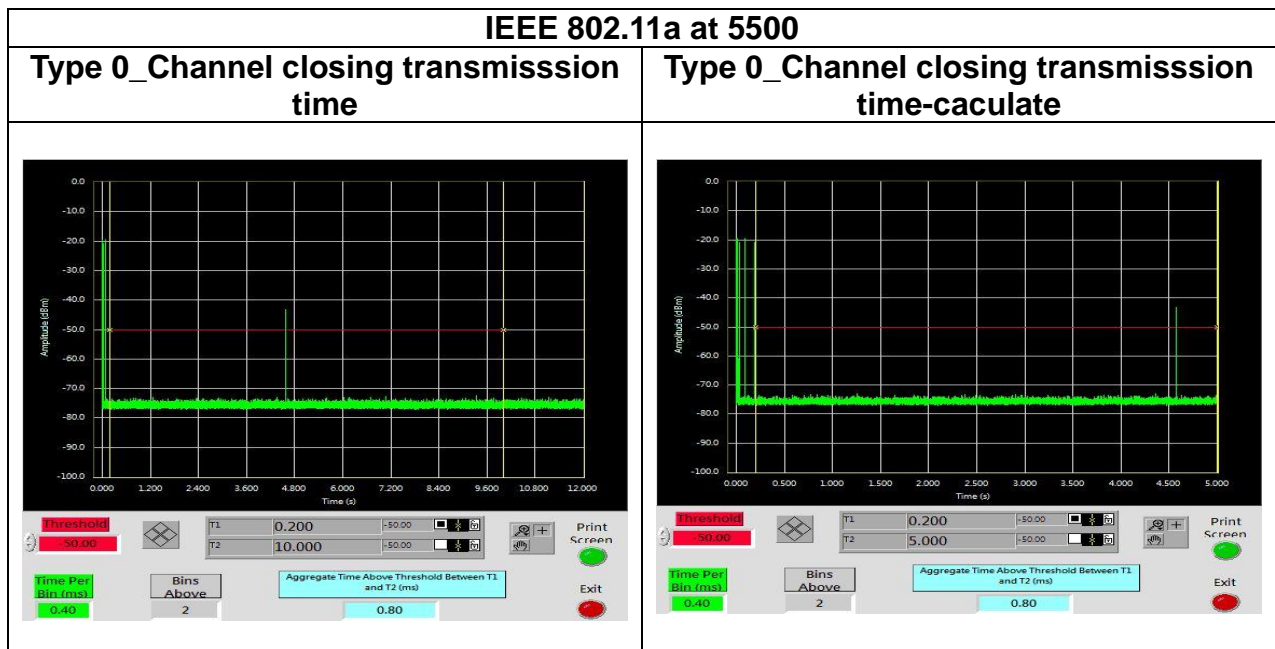 IEEE 802.11a at 5500
Type 0_Channel closing transmisssion
time
Type 0_Channel closing transmisssion
time-caculate
0.0
-10.0
-20.0
-30.0
-40.0
-50.0
-60.0
-70.0
-80.0
-90.0
-100.0
Amplitude (dBm)
0.000 1.200 2.400 3.600 4.800 6.000 7.200 8.400 9.600 10.800 12.000
Time (s)
Threshold
-50.00
T1 0.200 -50.00
T2 10.000 -50.00
Print
Screen
Time Per
Bin (ms)
0.40
Bins
Above
2
Aggregate Time Above Threshold Between T1
and T2 (ms)
0.80
Exit
0.0
-10.0
-20.0
-30.0
-40.0
-50.0
-60.0
-70.0
-80.0
-90.0
-100.0
Amplitude (dBm)
0.000 0.500 1.000 1.500 2.000 2.500 3.000 3.500 4.000 4.500 5.000
Time (s)
Threshold
-50.00
T1 0.200 -50.00
T2 5.000 -50.00
Print
Screen
Time Per
Bin (ms)
0.40
Bins
Above
2
Aggregate Time Above Threshold Between T1
and T2 (ms)
0.80
Exit